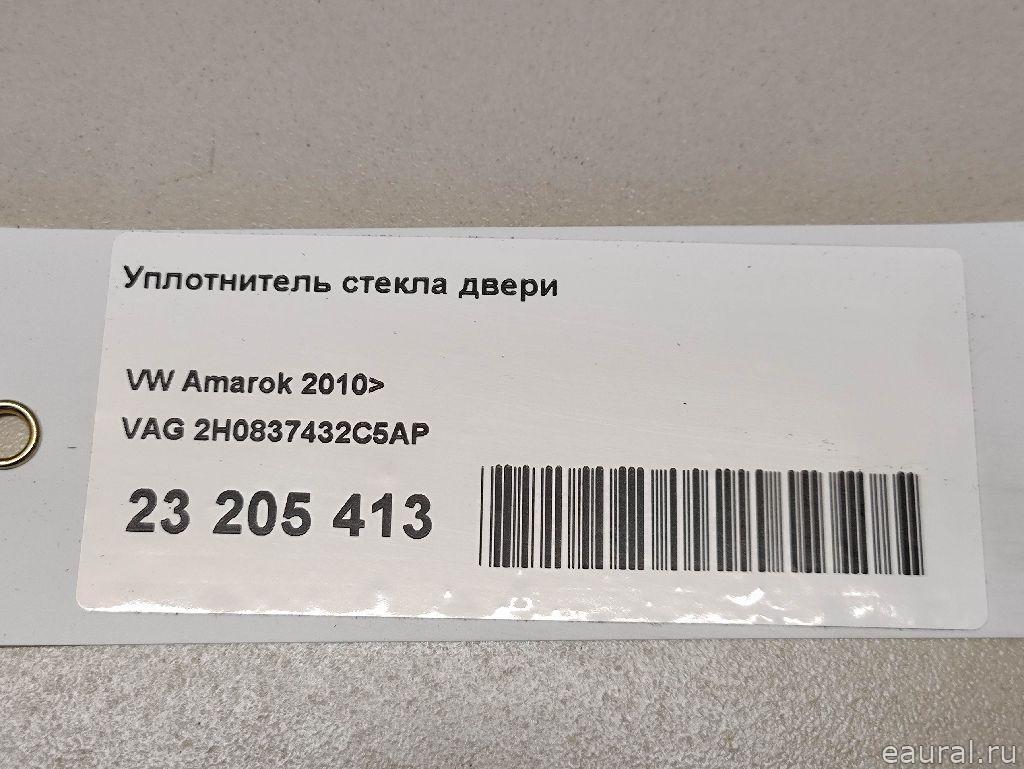 Уплотнитель стекла двери
VW Amarok 2010>
VAG 2H0837432C5AP
23 205 413
eaural.ru